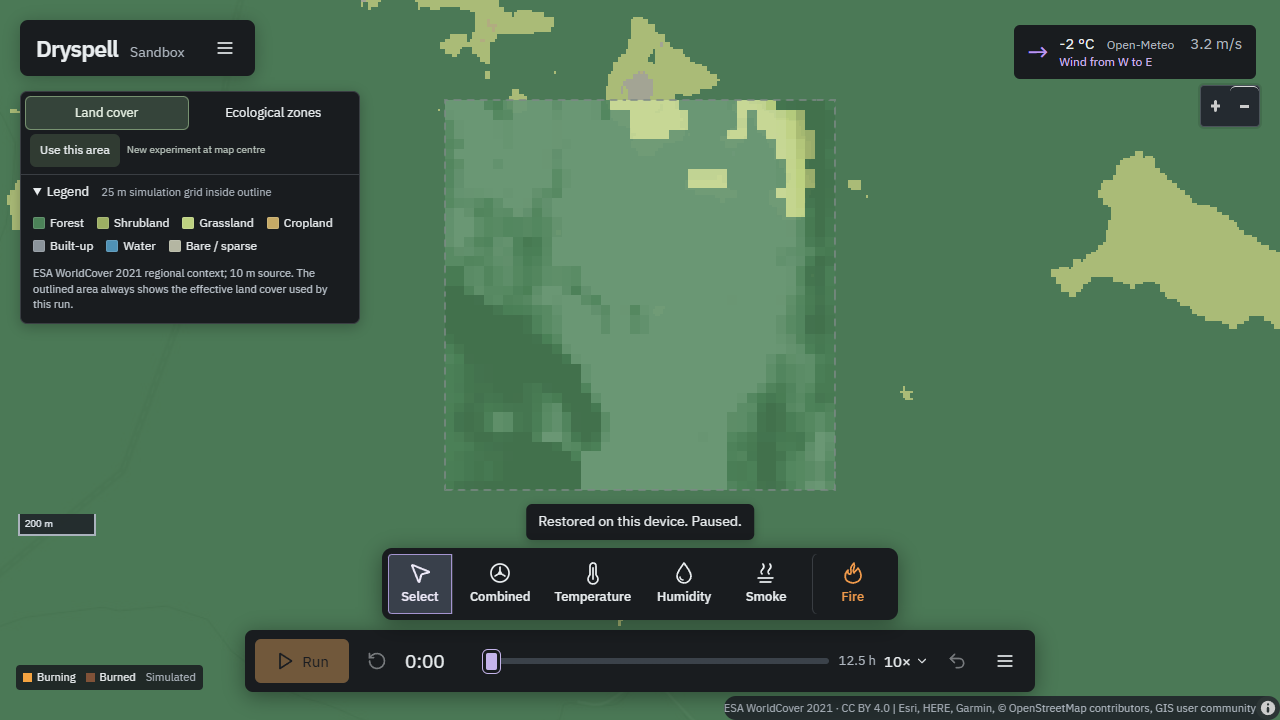 Dryspell Sandbox
-2 °C Open-Meteo 3.2 m/s
Wind from W to E
+ −
Land cover Ecological zones
Use this area New experiment at map centre
Legend 25 m simulation grid inside outline
Forest Shrubland Grassland Cropland
Built-up Water Bare / sparse
ESA WorldCover 2021 regional context; 10 m source. The
outlined area always shows the effective land cover used by
this run.
200 m
Restored on this device. Paused.
Select Combined Temperature Humidity Smoke Fire
Run 0:00 12.5 h 10×
Burning Burned Simulated
ESA WorldCover 2021 · CC BY 4.0 | Esri, HERE, Garmin, © OpenStreetMap contributors, GIS user community